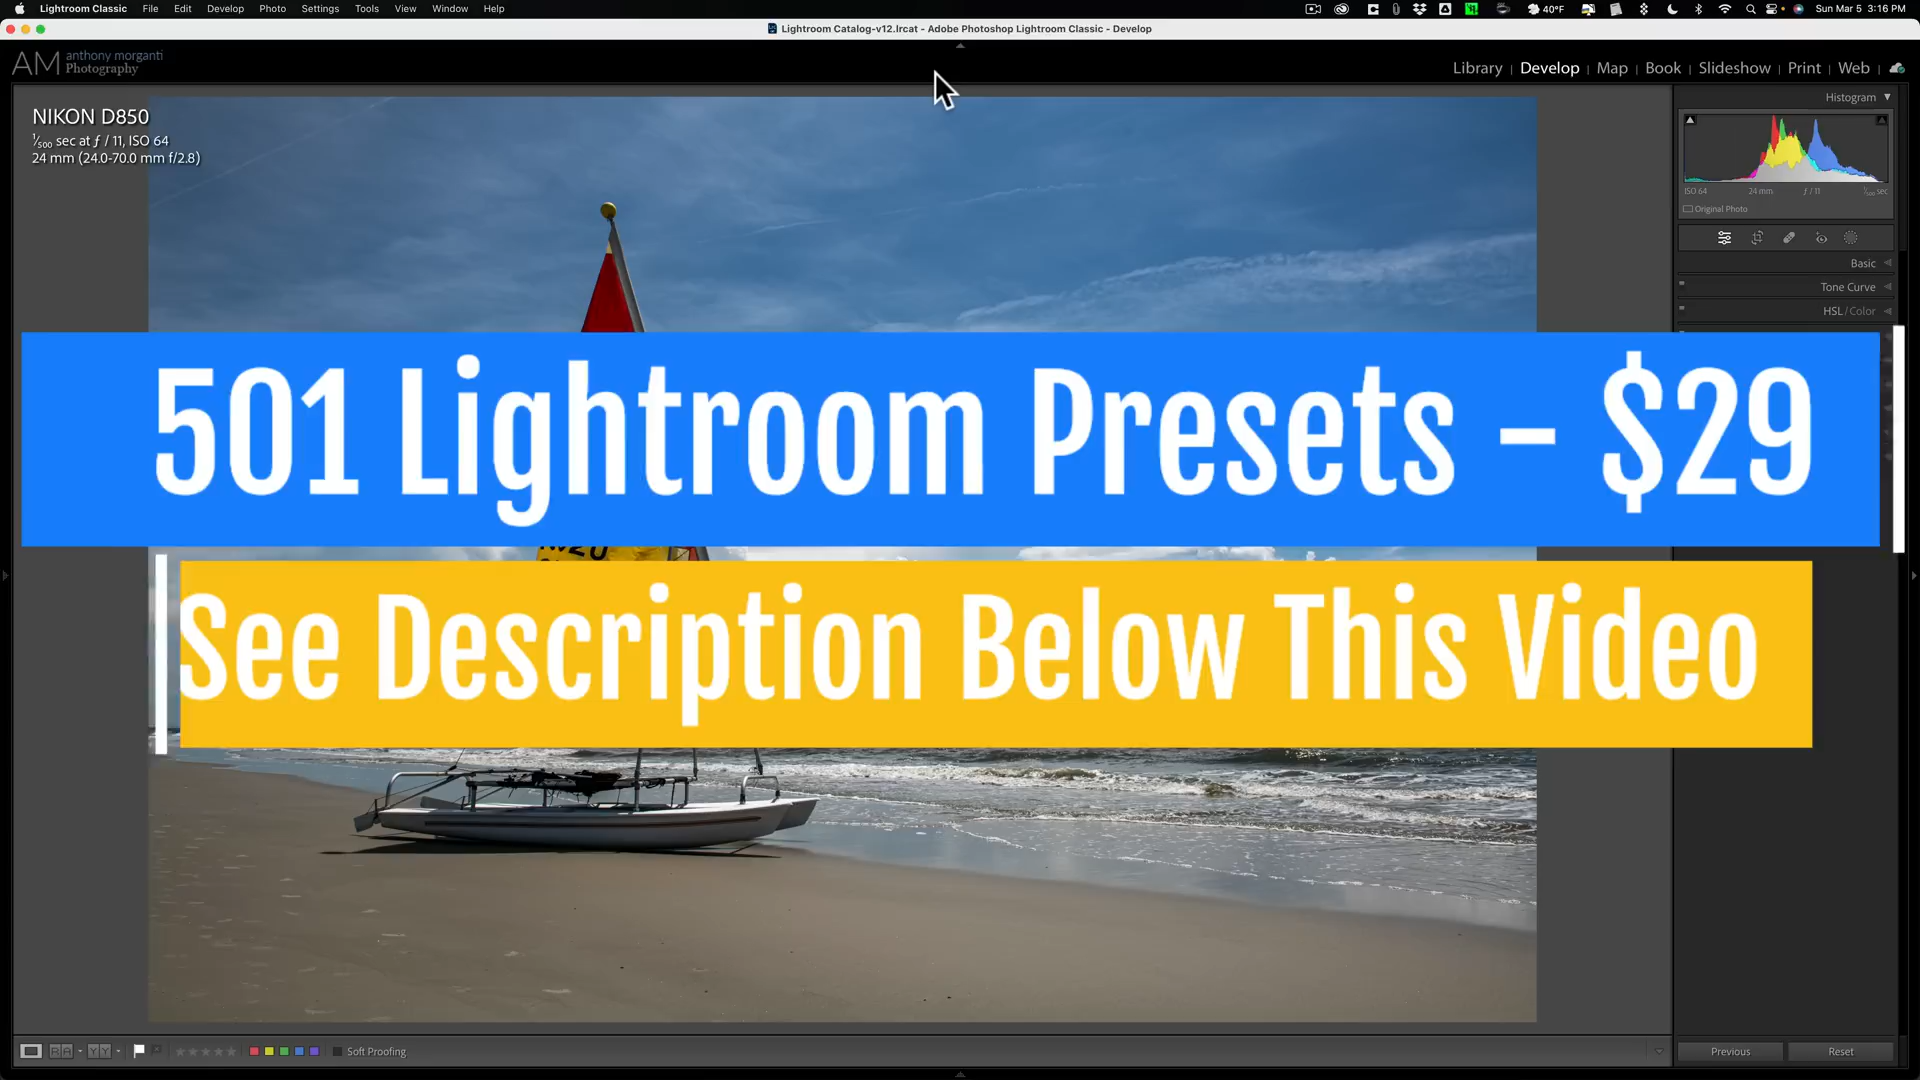 Lightroom Classic File Edit Develop Photo Settings Tools View Window Help 40°F Sun Mar 5 3:16 PM
Lightroom Catalog-v12.lrcat - Adobe Photoshop Lightroom Classic - Develop
AM anthony morganti
Photography
Library | Develop | Map | Book | Slideshow | Print | Web
Histogram
NIKON D850
1/500 sec at ƒ / 11, ISO 64
24 mm (24.0-70.0 mm f/2.8)
ISO 64 24 mm ƒ / 11 1/500 sec
Original Photo
Basic
Tone Curve
HSL / Color
501 Lightroom Presets - $29
See Description Below This Video
Soft Proofing
Previous Reset